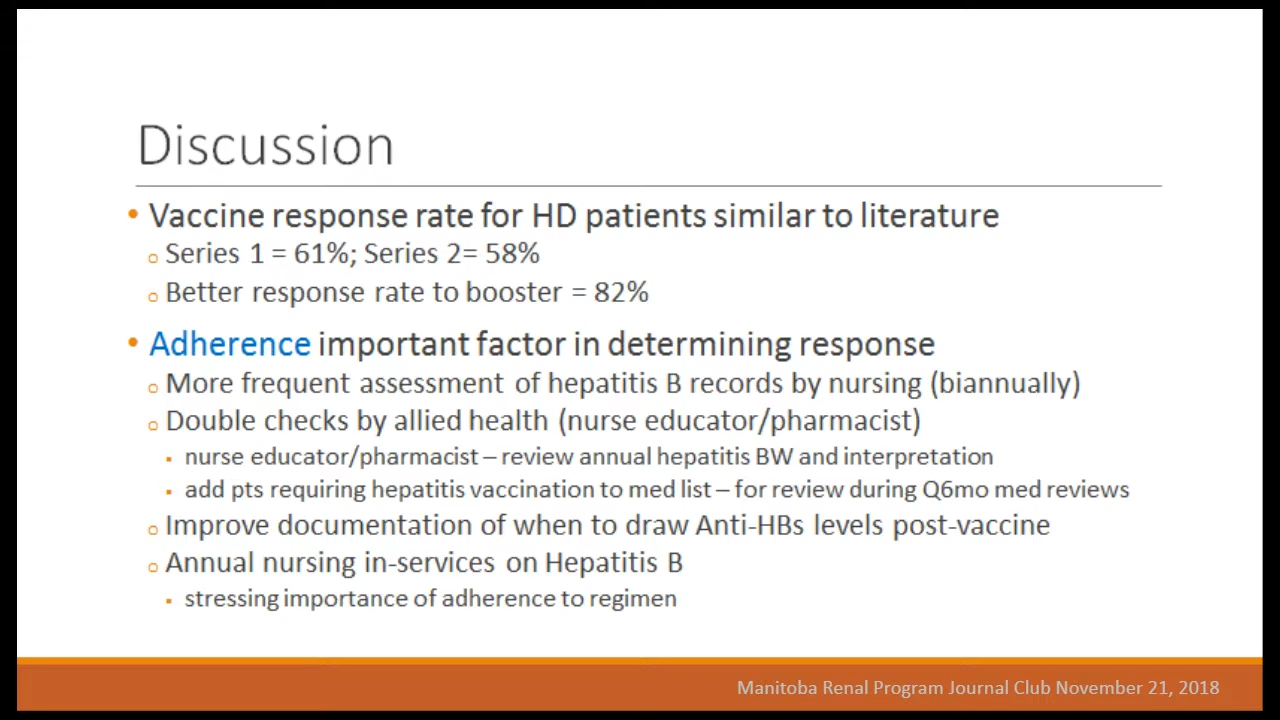 Discussion
• Vaccine response rate for HD patients similar to literature
o Series 1 = 61%; Series 2= 58%
o Better response rate to booster = 82%
• Adherence important factor in determining response
o More frequent assessment of hepatitis B records by nursing (biannually)
o Double checks by allied health (nurse educator/pharmacist)
▪ nurse educator/pharmacist – review annual hepatitis BW and interpretation
▪ add pts requiring hepatitis vaccination to med list – for review during Q6mo med reviews
o Improve documentation of when to draw Anti-HBs levels post-vaccine
o Annual nursing in-services on Hepatitis B
▪ stressing importance of adherence to regimen
Manitoba Renal Program Journal Club November 21, 2018